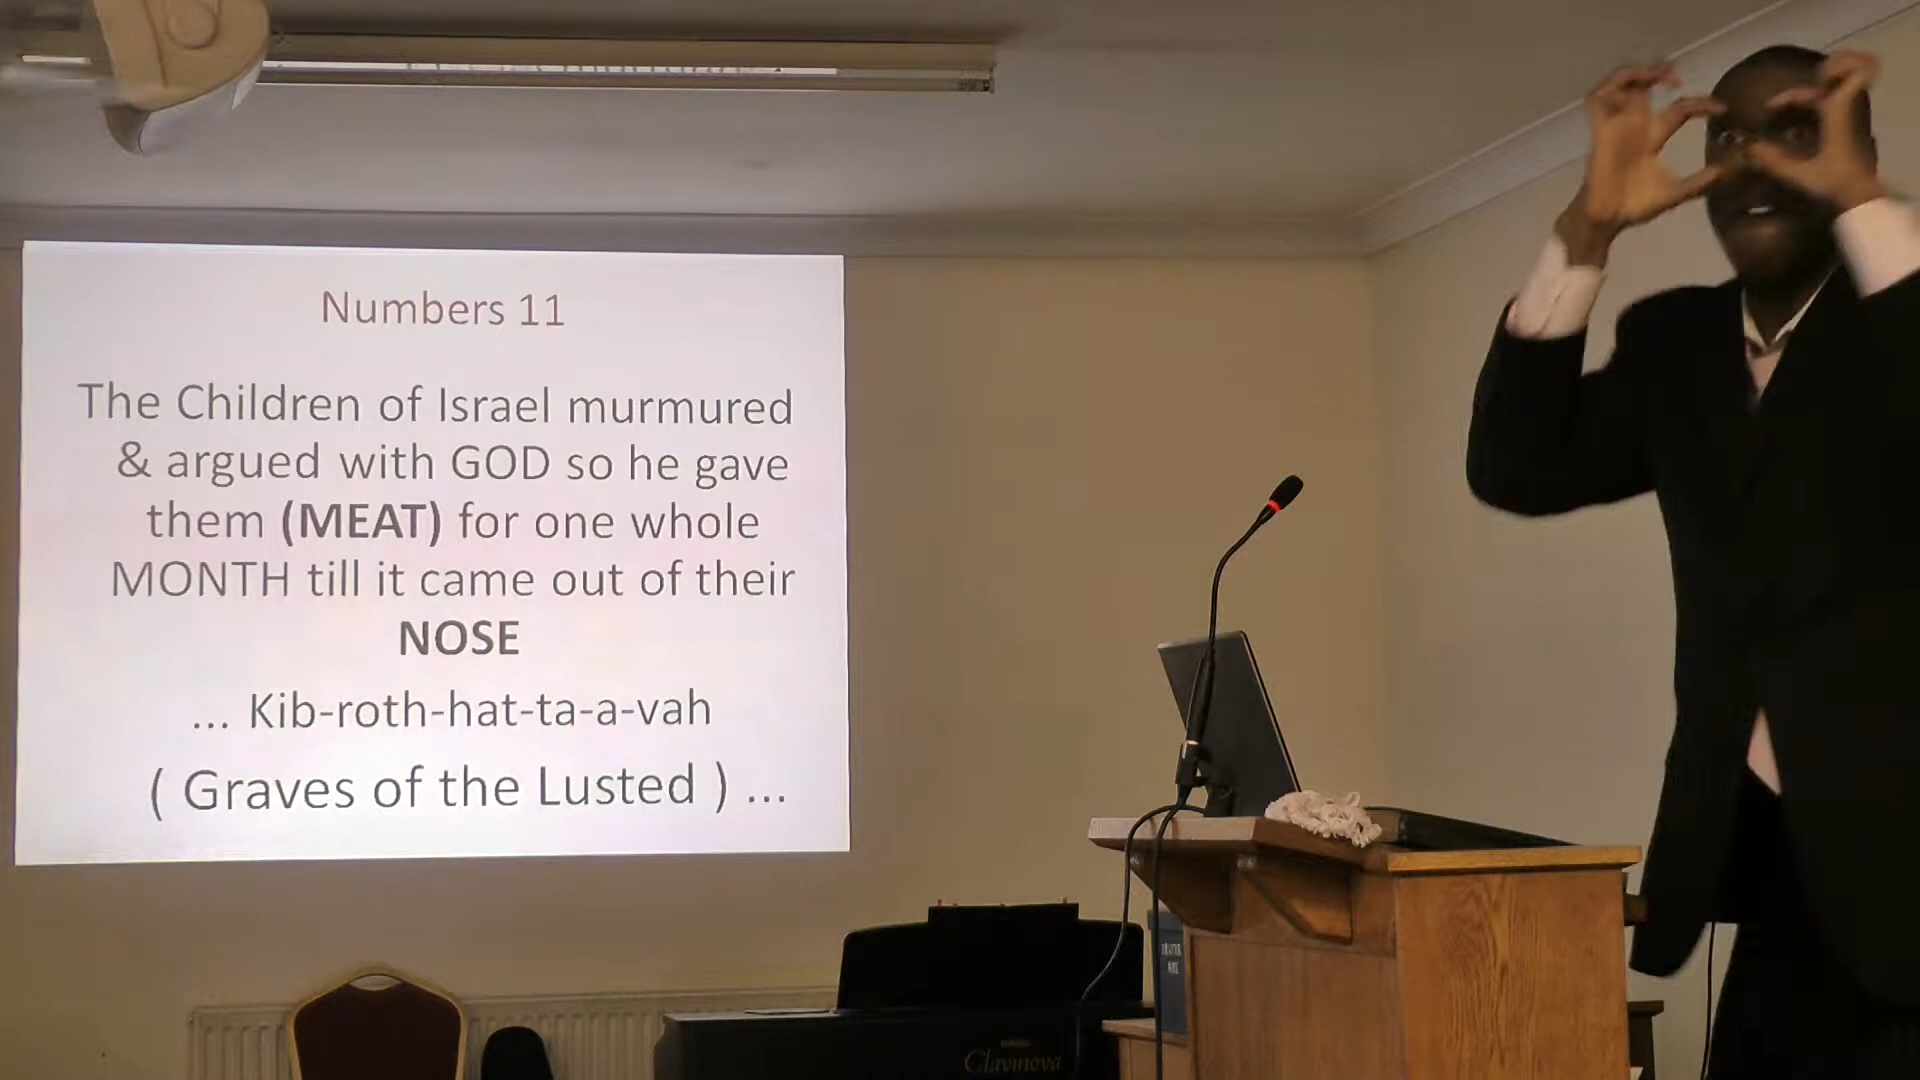 Numbers 11
The Children of Israel murmured
& argued with GOD so he gave
them (MEAT) for one whole
MONTH till it came out of their
NOSE
... Kib-roth-hat-ta-a-vah
( Graves of the Lusted ) ...
YAMAHA
Clavinova